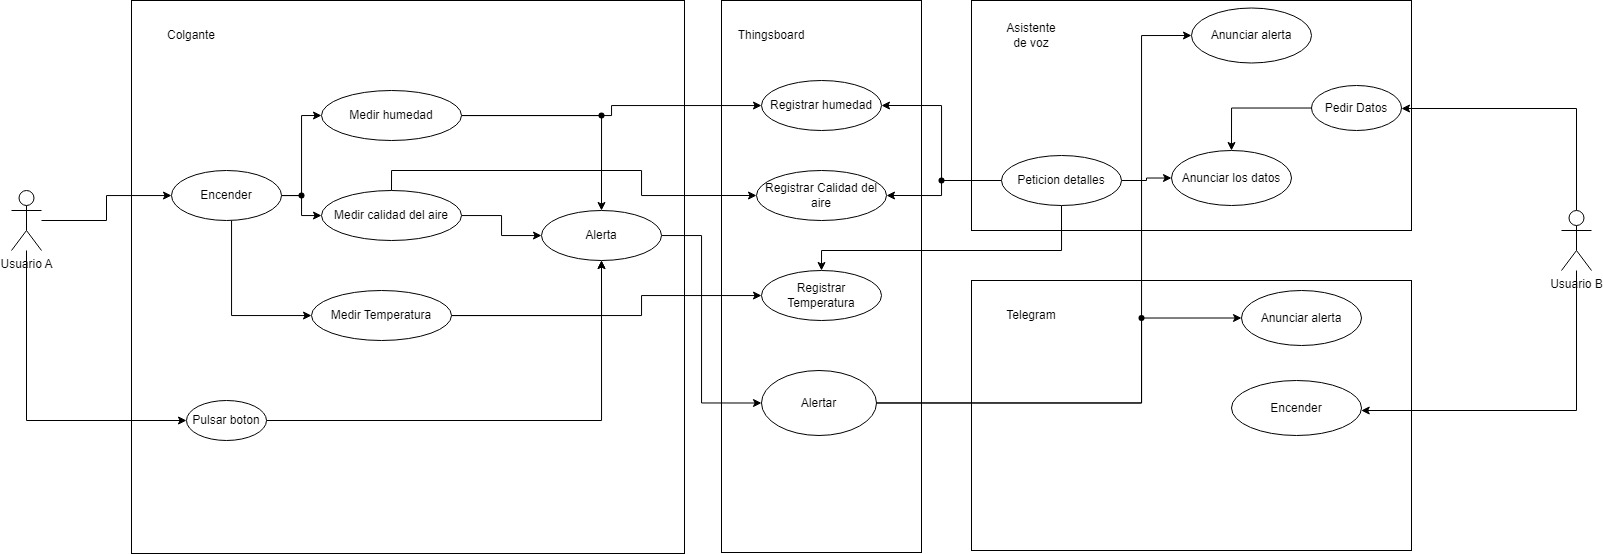 Colgante
Thingsboard
Asistente
de voz
Anunciar alerta
Medir humedad
Registrar humedad
Pedir Datos
Encender
Medir calidad del aire
Registrar Calidad del
aire
Peticion detalles
Anunciar los datos
Alerta
Usuario A
Usuario B
Medir Temperatura
Registrar
Temperatura
Telegram
Anunciar alerta
Pulsar boton
Alertar
Encender